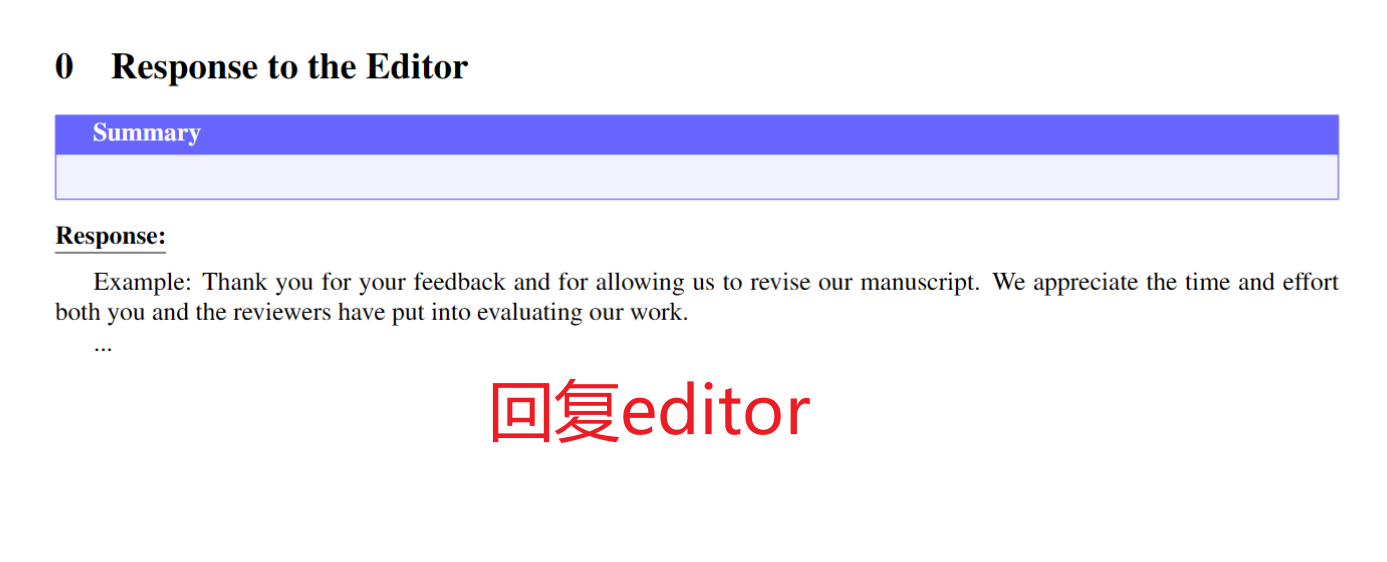 0 Response to the Editor
Summary
Response:
Example: Thank you for your feedback and for allowing us to revise our manuscript. We appreciate the time and effort
both you and the reviewers have put into evaluating our work.
...
回复editor